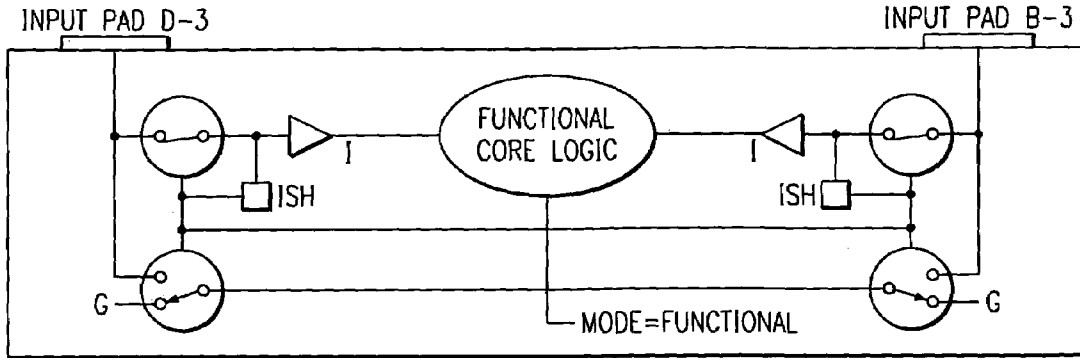 INPUT PAD D-3
INPUT PAD B-3
FUNCTIONAL
CORE LOGIC
I
I
ISH
ISH
G
G
MODE=FUNCTIONAL